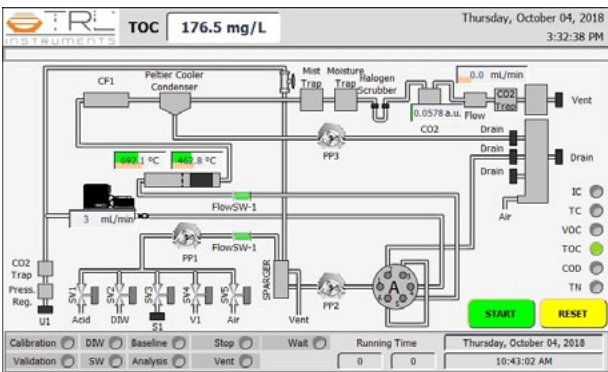 TRL
INSTRUMENTS
TOC 176.5 mg/L
Thursday, October 04, 2018
3:32:38 PM
CF1
Peltier Cooler
Condenser
Mist
Trap
Moisture
Trap
Halogen
Scrubber
0.0 mL/min
CO2
Trap
Vent
0.0578 a.u.
Flow
CO2
Drain
Drain
Drain
Drain
Air
PP3
692.1 °C
462.8 °C
FlowSW-1
3 mL/min
FlowSW-1
PP1
CO2
Trap
Press.
Reg.
U1
SV1
SV2
SV3
SV4
SV5
Acid
DIW
S1
V1
Air
SPARGER
Vent
PP2
A
IC
TC
VOC
TOC
COD
TN
START
RESET
Calibration DIW Baseline Stop Wait Running Time Thursday, October 04, 2018
Validation SW Analysis Vent 0 0 10:43:02 AM